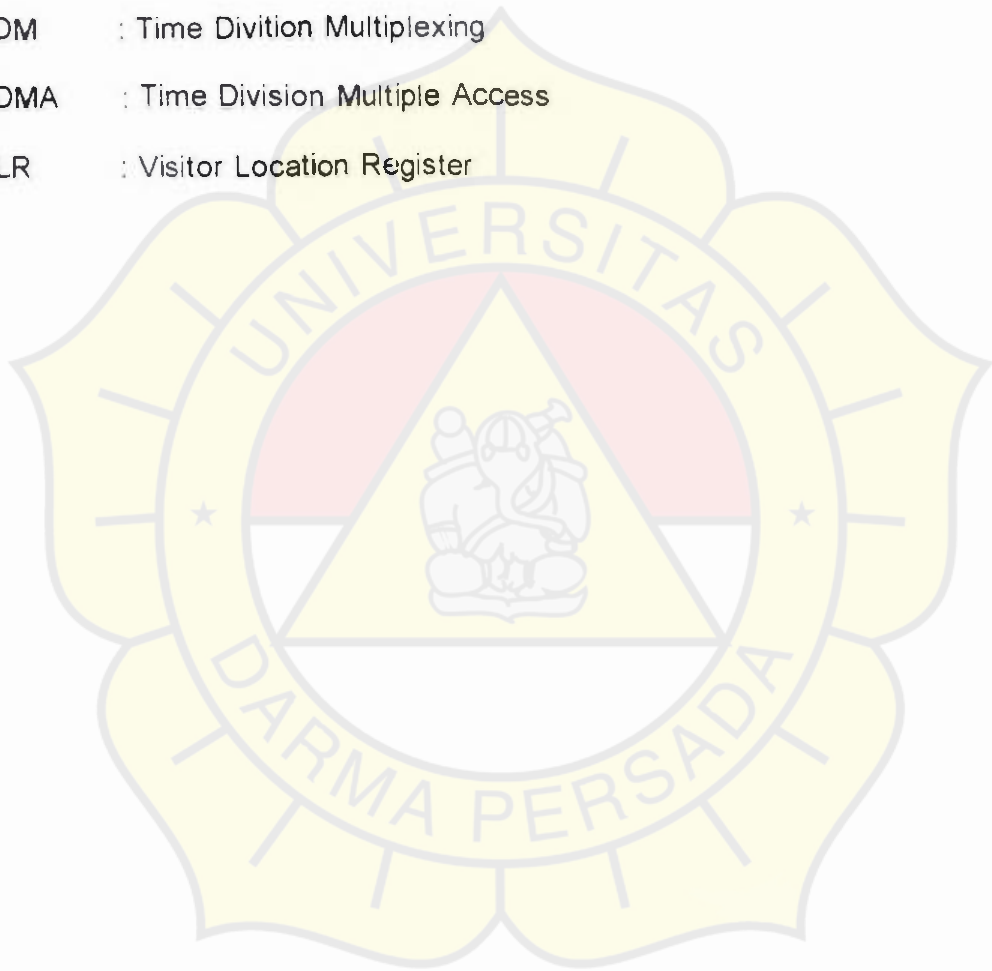 DM : Time Divition Multiplexing
DMA : Time Division Multiple Access
LR : Visitor Location Register
UNIVERSITAS
DARMA PERSADA